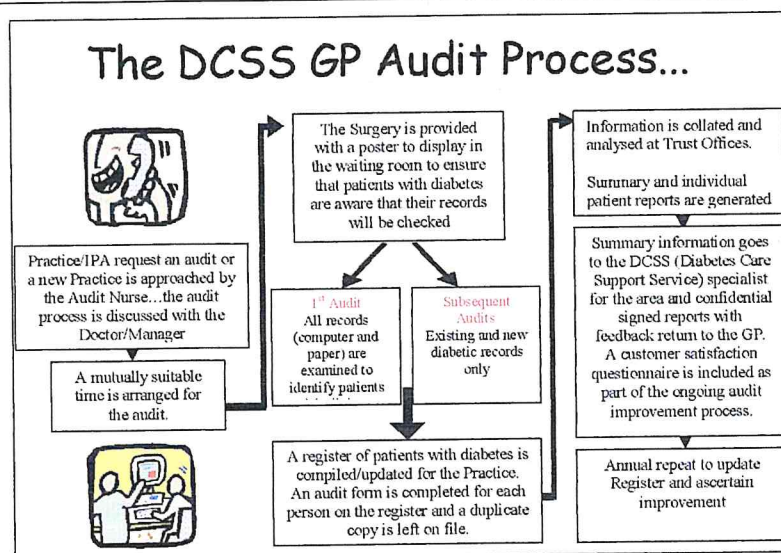 The DCSS GP Audit Process...
Practice/IPA request an audit or
a new Practice is approached by
the Audit Nurse...the audit
process is discussed with the
Doctor/Manager
A mutually suitable
time is arranged for
the audit.
The Surgery is provided
with a poster to display in
the waiting room to ensure
that patients with diabetes
are aware that their records
will be checked
1st Audit
All records
(computer and
paper) are
examined to
identify patients
Subsequent
Audits
Existing and new
diabetic records
only
A register of patients with diabetes is
compiled/updated for the Practice.
An audit form is completed for each
person on the register and a duplicate
copy is left on file.
Information is collated and
analysed at Trust Offices.
Summary and individual
patient reports are generated
Summary information goes
to the DCSS (Diabetes Care
Support Service) specialist
for the area and confidential
signed reports with
feedback return to the GP.
A customer satisfaction
questionnaire is included as
part of the ongoing audit
improvement process.
Annual repeat to update
Register and ascertain
improvement